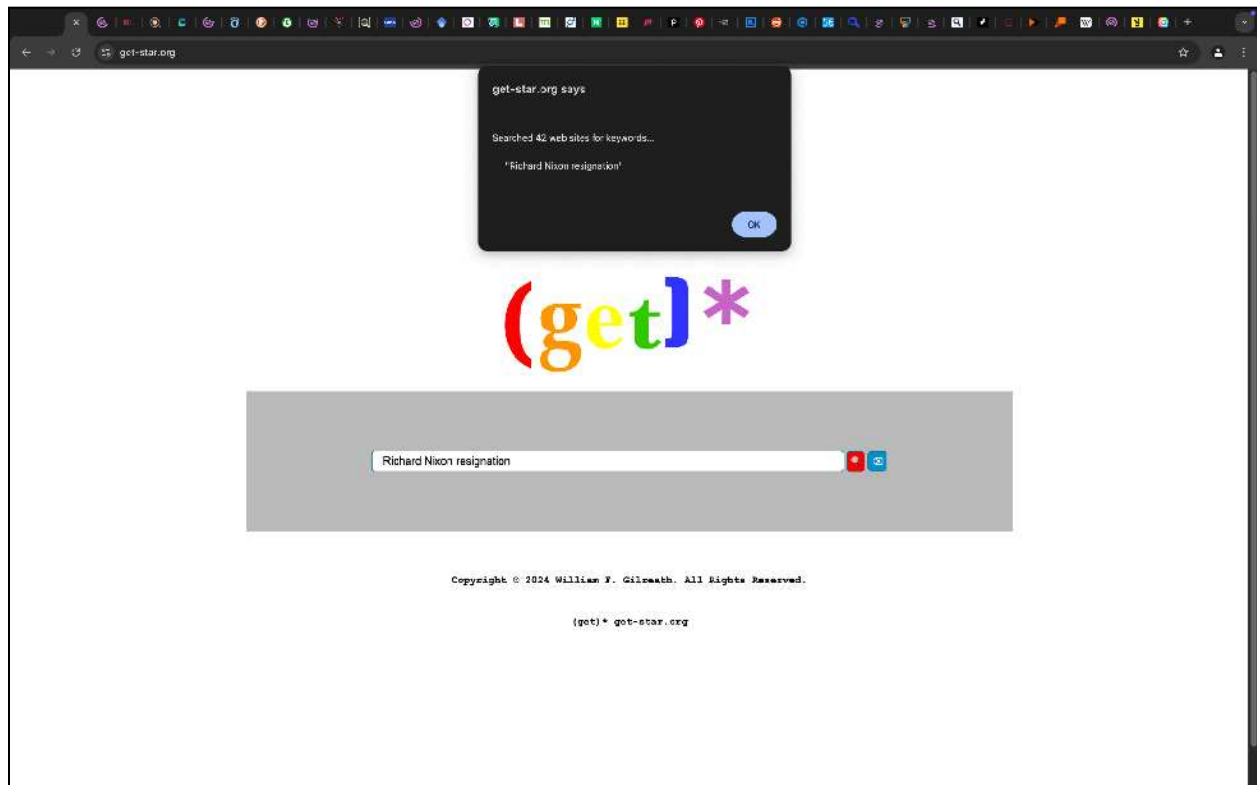 get-star.org
get-star.org says
Searched 42 web sites for keywords...
"Richard Nixon resignation"
OK
(get)*
Richard Nixon resignation
Copyright © 2024 William F. Gilreath. All Rights Reserved.
(get)* get-star.org